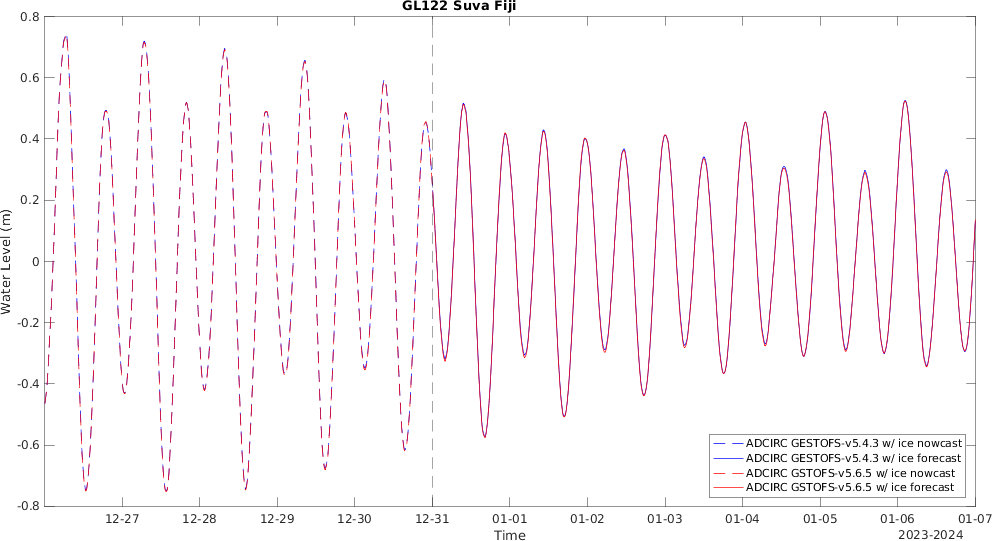 GL122 Suva Fiji
0.8
0.6
0.4
0.2
0
-0.2
-0.4
-0.6
-0.8
Water Level (m)
ADCIRC GESTOFS-v5.4.3 w/ ice nowcast
ADCIRC GESTOFS-v5.4.3 w/ ice forecast
ADCIRC GSTOFS-v5.6.5 w/ ice nowcast
ADCIRC GSTOFS-v5.6.5 w/ ice forecast
12-27 12-28 12-29 12-30 12-31 01-01 01-02 01-03 01-04 01-05 01-06 01-07
Time
2023-2024